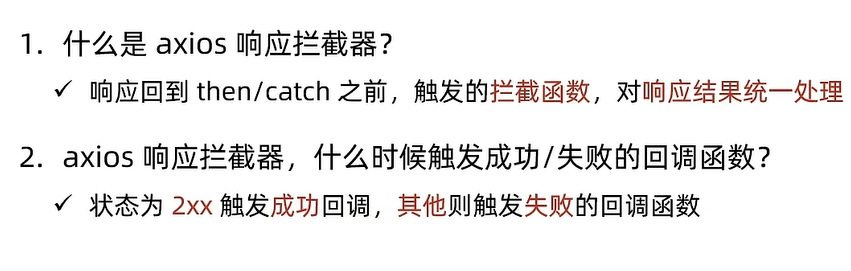 1. 什么是 axios 响应拦截器？
✓ 响应回到 then/catch 之前，触发的拦截函数，对响应结果统一处理
2. axios 响应拦截器，什么时候触发成功/失败的回调函数？
✓ 状态为 2xx 触发成功回调，其他则触发失败的回调函数